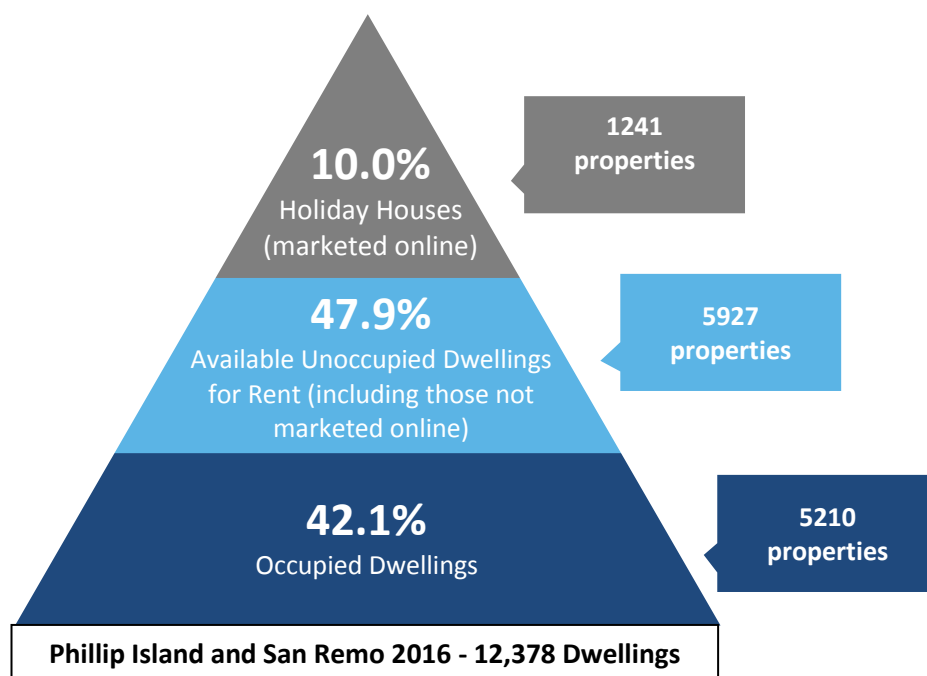 10.0%
Holiday Houses
(marketed online)
1241
properties
47.9%
Available Unoccupied Dwellings
for Rent (including those not
marketed online)
5927
properties
42.1%
Occupied Dwellings
5210
properties
Phillip Island and San Remo 2016 - 12,378 Dwellings